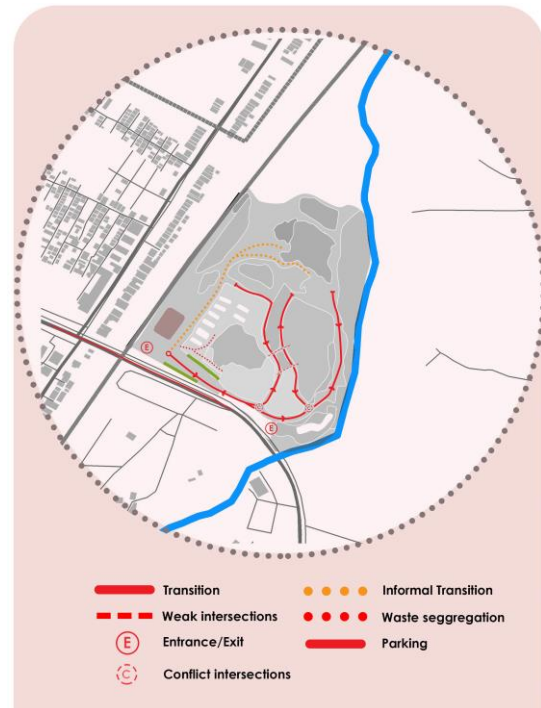 E
E
Transition
Informal Transition
Weak intersections
Waste seggregation
E
Entrance/Exit
Parking
C
Conflict intersections